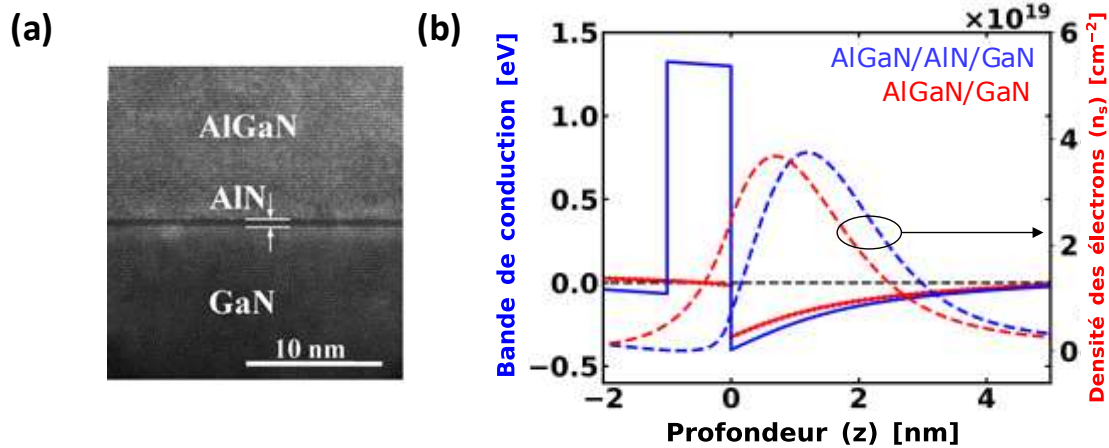 (a)
AlGaN
AlN
GaN
10 nm
(b)
×10^19
Bande de conduction [eV]
1.5
1.0
0.5
0.0
−0.5
AlGaN/AlN/GaN
AlGaN/GaN
6
4
2
0
Densité des électrons (n_s) [cm^−2]
−2
0
2
4
Profondeur (z) [nm]